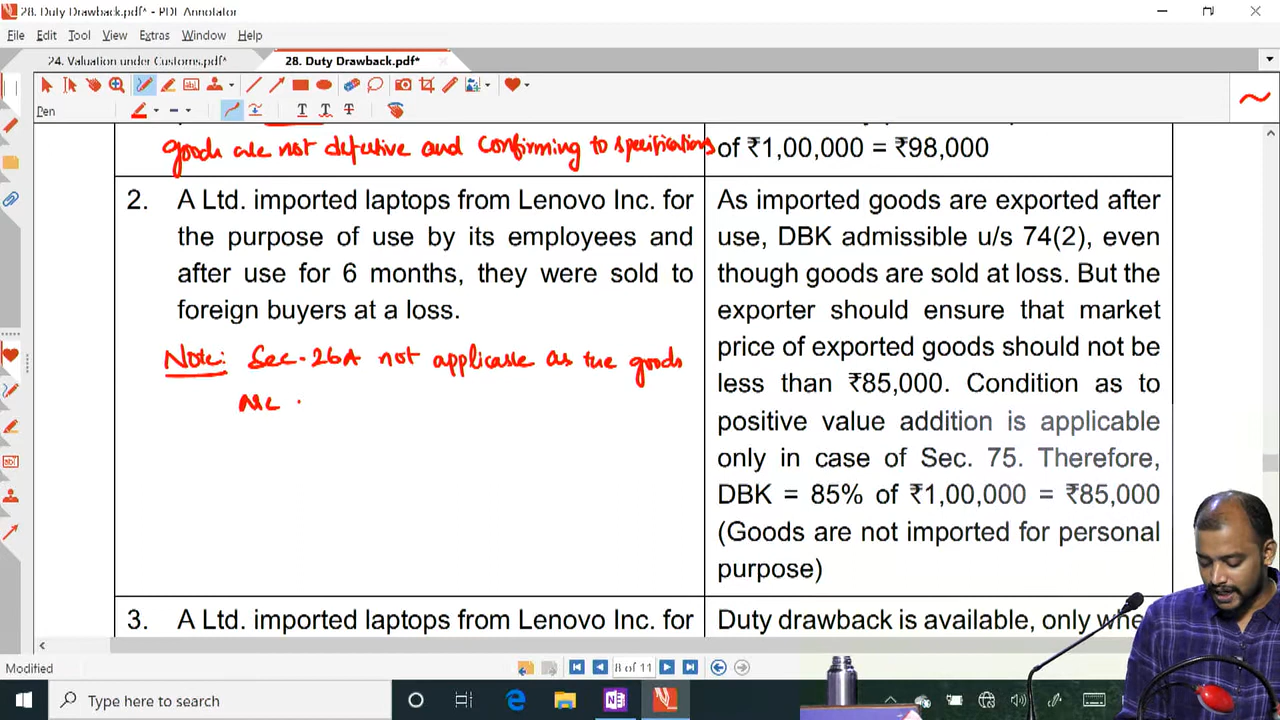 28. Duty Drawback.pdf* - PDF Annotator
File Edit Tool View Extras Window Help
24. Valuation under Customs.pdf* 28. Duty Drawback.pdf*
Pen
goods are not defective and confirming to specifications
of ₹1,00,000 = ₹98,000
2. A Ltd. imported laptops from Lenovo Inc. for
the purpose of use by its employees and
after use for 6 months, they were sold to
foreign buyers at a loss.
Note: Sec-26A not applicable as the goods
are
As imported goods are exported after
use, DBK admissible u/s 74(2), even
though goods are sold at loss. But the
exporter should ensure that market
price of exported goods should not be
less than ₹85,000. Condition as to
positive value addition is applicable
only in case of Sec. 75. Therefore,
DBK = 85% of ₹1,00,000 = ₹85,000
(Goods are not imported for personal
purpose)
3. A Ltd. imported laptops from Lenovo Inc. for
Duty drawback is available, only
Modified
8 of 11
Type here to search